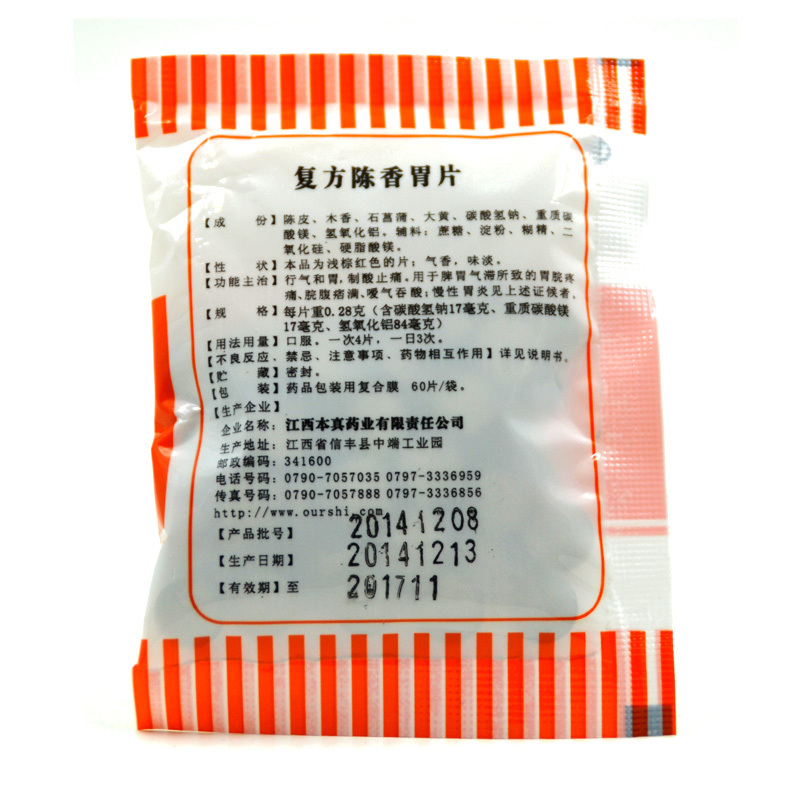 复方陈香胃片
【成 份】陈皮、木香、石菖蒲、大黄、碳酸氢钠、重质碳
酸镁、氢氧化铝。辅料：蔗糖、淀粉、糊精、二
氧化硅、硬脂酸镁。
【性 状】本品为浅棕红色的片；气香，味淡。
【功能主治】行气和胃，制酸止痛。用于脾胃气滞所致的胃脘疼
痛、脘腹痞满、嗳气吞酸；慢性胃炎见上述证候者。
【规 格】每片重0.28克（含碳酸氢钠17毫克、重质碳酸镁
17毫克、氢氧化铝84毫克）
【用法用量】口服。一次4片，一日3次。
【不良反应、禁忌、注意事项、药物相互作用】详见说明书。
【贮 藏】密封。
【包 装】药品包装用复合膜 60片/袋。
【生产企业】
企业名称：江西本真药业有限责任公司
生产地址：江西省信丰县中端工业园
邮政编码：341600
电话号码：0790-7057035 0797-3336959
传真号码：0790-7057888 0797-3336856
http://www.ourshi.com
【产品批号】20141208
【生产日期】20141213
【有效期】至 201711